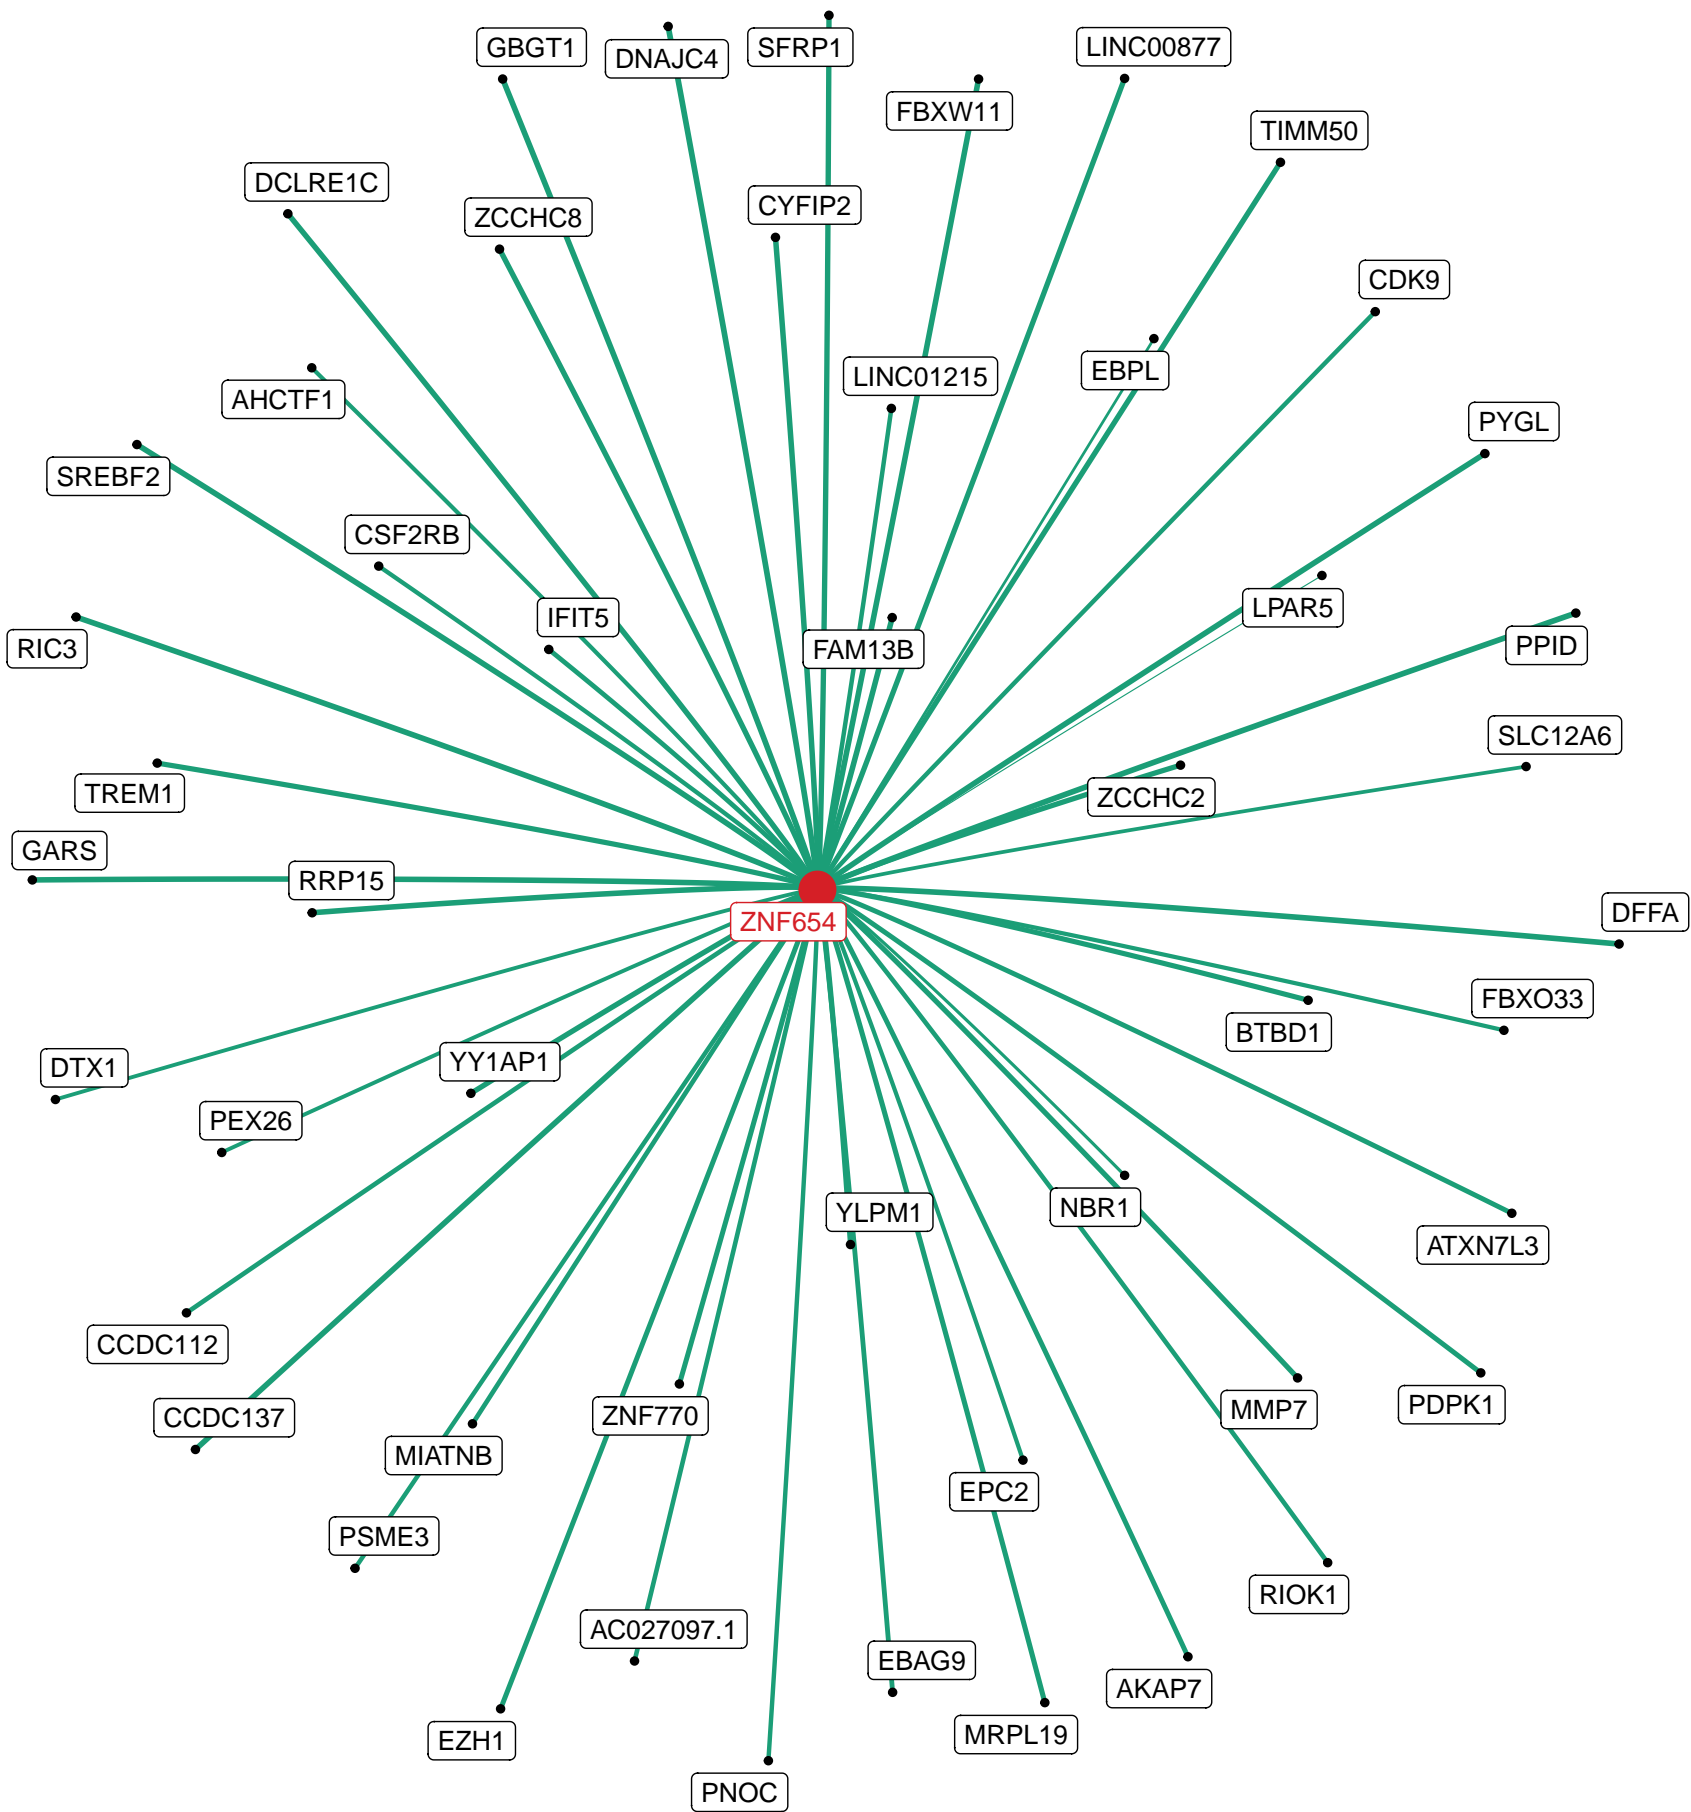 SFRP1
GBGT1
LINC00877
DNAJC4
FBXW11
TIMM50
DCLRE1C
CYFIP2
ZCCHC8
CDK9
EBPL
LINC01215
AHCTF1
PYGL
SREBF2
CSF2RB
LPAR5
IFIT5
PPID
RIC3
FAM13B
SLC12A6
TREM1
ZCCHC2
GARS
RRP15
DFFA
ZNF654
FBXO33
BTBD1
YY1AP1
DTX1
PEX26
NBR1
YLPM1
ATXN7L3
CCDC112
PDPK1
MMP7
ZNF770
CCDC137
MIATNB
EPC2
PSME3
RIOK1
AC027097.1
EBAG9
AKAP7
MRPL19
EZH1
PNOC